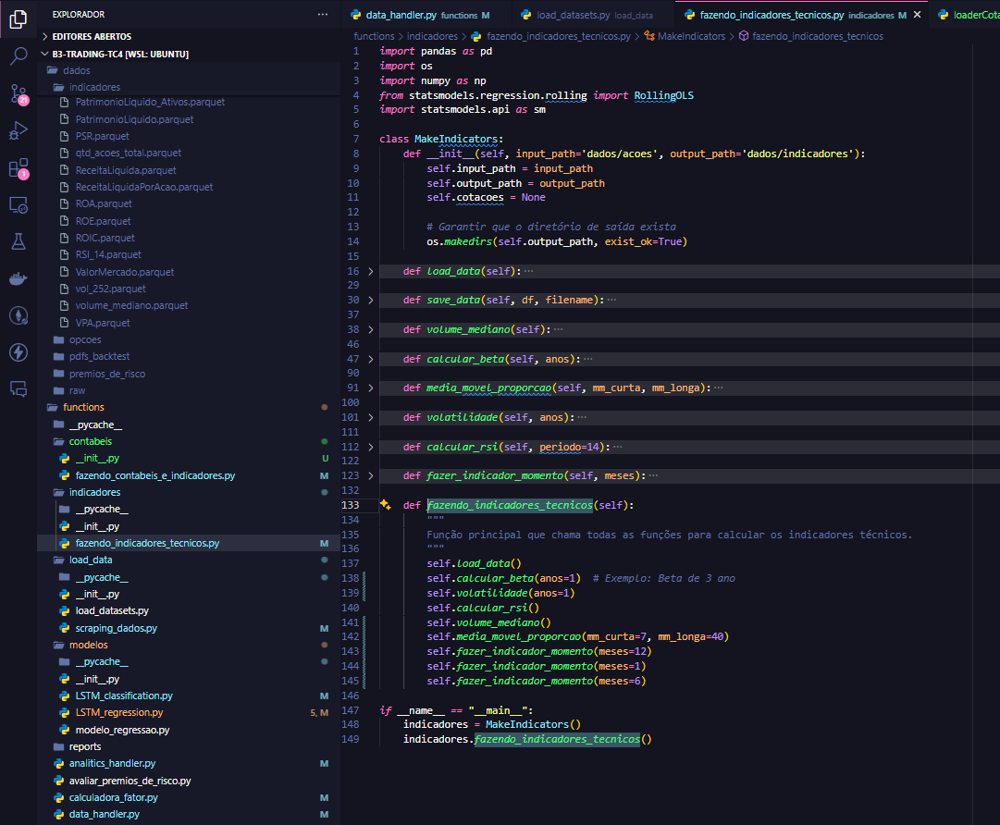 EXPLORADOR
···
EDITORES ABERTOS
B3-TRADING-TC4 [WSL: UBUNTU]
dados
indicadores
PatrimonioLiquido_Ativos.parquet
PatrimonioLiquido.parquet
PSR.parquet
qtd_acoes_total.parquet
ReceitaLiquida.parquet
ReceitaLiquidaPorAcao.parquet
ROA.parquet
ROE.parquet
ROIC.parquet
RSI_14.parquet
ValorMercado.parquet
vol_252.parquet
volume_mediano.parquet
VPA.parquet
opcoes
pdfs_backtest
premios_de_risco
raw
functions
__pycache__
contabeis
__init__.py U
fazendo_contabeis_e_indicadores.py M
indicadores
__pycache__
__init__.py
fazendo_indicadores_tecnicos.py M
load_data
__pycache__
__init__.py
load_datasets.py
scraping_dados.py M
modelos
__pycache__
__init__.py
LSTM_classification.py M
LSTM_regression.py 5, M
modelo_regressao.py
reports
analitics_handler.py M
avaliar_premios_de_risco.py
calculadora_fator.py M
data_handler.py M
21
1
data_handler.py functions M
load_datasets.py load_data
fazendo_indicadores_tecnicos.py indicadores M ×
loaderCota
functions > indicadores > fazendo_indicadores_tecnicos.py > MakeIndicators > fazendo_indicadores_tecnicos
1 import pandas as pd
2 import os
3 import numpy as np
4 from statsmodels.regression.rolling import RollingOLS
5 import statsmodels.api as sm
6
7 class MakeIndicators:
8 def __init__(self, input_path='dados/acoes', output_path='dados/indicadores'):
9 self.input_path = input_path
10 self.output_path = output_path
11 self.cotacoes = None
12
13 # Garantir que o diretório de saída exista
14 os.makedirs(self.output_path, exist_ok=True)
15
16 def load_data(self): ···
29
30 def save_data(self, df, filename): ···
37
38 def volume_mediano(self): ···
46
47 def calcular_beta(self, anos): ···
90
91 def media_movel_proporcao(self, mm_curta, mm_longa): ···
100
101 def volatilidade(self, anos): ···
111
112 def calcular_rsi(self, periodo=14): ···
122
123 def fazer_indicador_momento(self, meses): ···
132
133 def fazendo_indicadores_tecnicos(self):
134 """
135 Função principal que chama todas as funções para calcular os indicadores técnicos.
136 """
137 self.load_data()
138 self.calcular_beta(anos=1) # Exemplo: Beta de 3 ano
139 self.volatilidade(anos=1)
140 self.calcular_rsi()
141 self.volume_mediano()
142 self.media_movel_proporcao(mm_curta=7, mm_longa=40)
143 self.fazer_indicador_momento(meses=12)
144 self.fazer_indicador_momento(meses=1)
145 self.fazer_indicador_momento(meses=6)
146
147 if __name__ == "__main__":
148 indicadores = MakeIndicators()
149 indicadores.fazendo_indicadores_tecnicos()